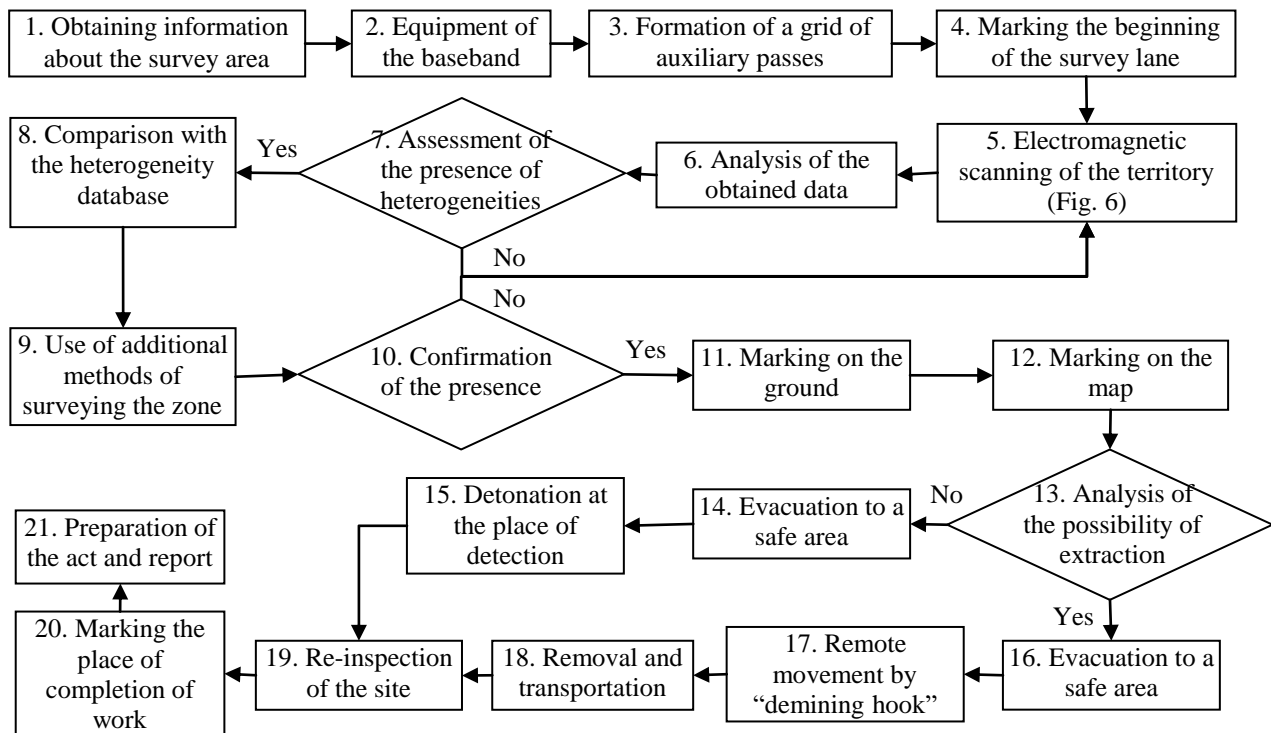 1. Obtaining information
about the survey area
2. Equipment of
the baseband
3. Formation of a grid of
auxiliary passes
4. Marking the beginning
of the survey lane
8. Comparison with
the heterogeneity
database
Yes
7. Assessment of
the presence of
heterogeneities
6. Analysis of the
obtained data
5. Electromagnetic
scanning of the territory
(Fig. 6)
No
No
9. Use of additional
methods of
surveying the zone
10. Confirmation
of the presence
Yes
11. Marking on the
ground
12. Marking on the
map
15. Detonation at
the place of
detection
14. Evacuation to a
safe area
No
13. Analysis of
the possibility of
extraction
21. Preparation of
the act and report
Yes
20. Marking the
place of
completion of
work
19. Re-inspection
of the site
18. Removal and
transportation
17. Remote
movement by
“demining hook”
16. Evacuation to a
safe area